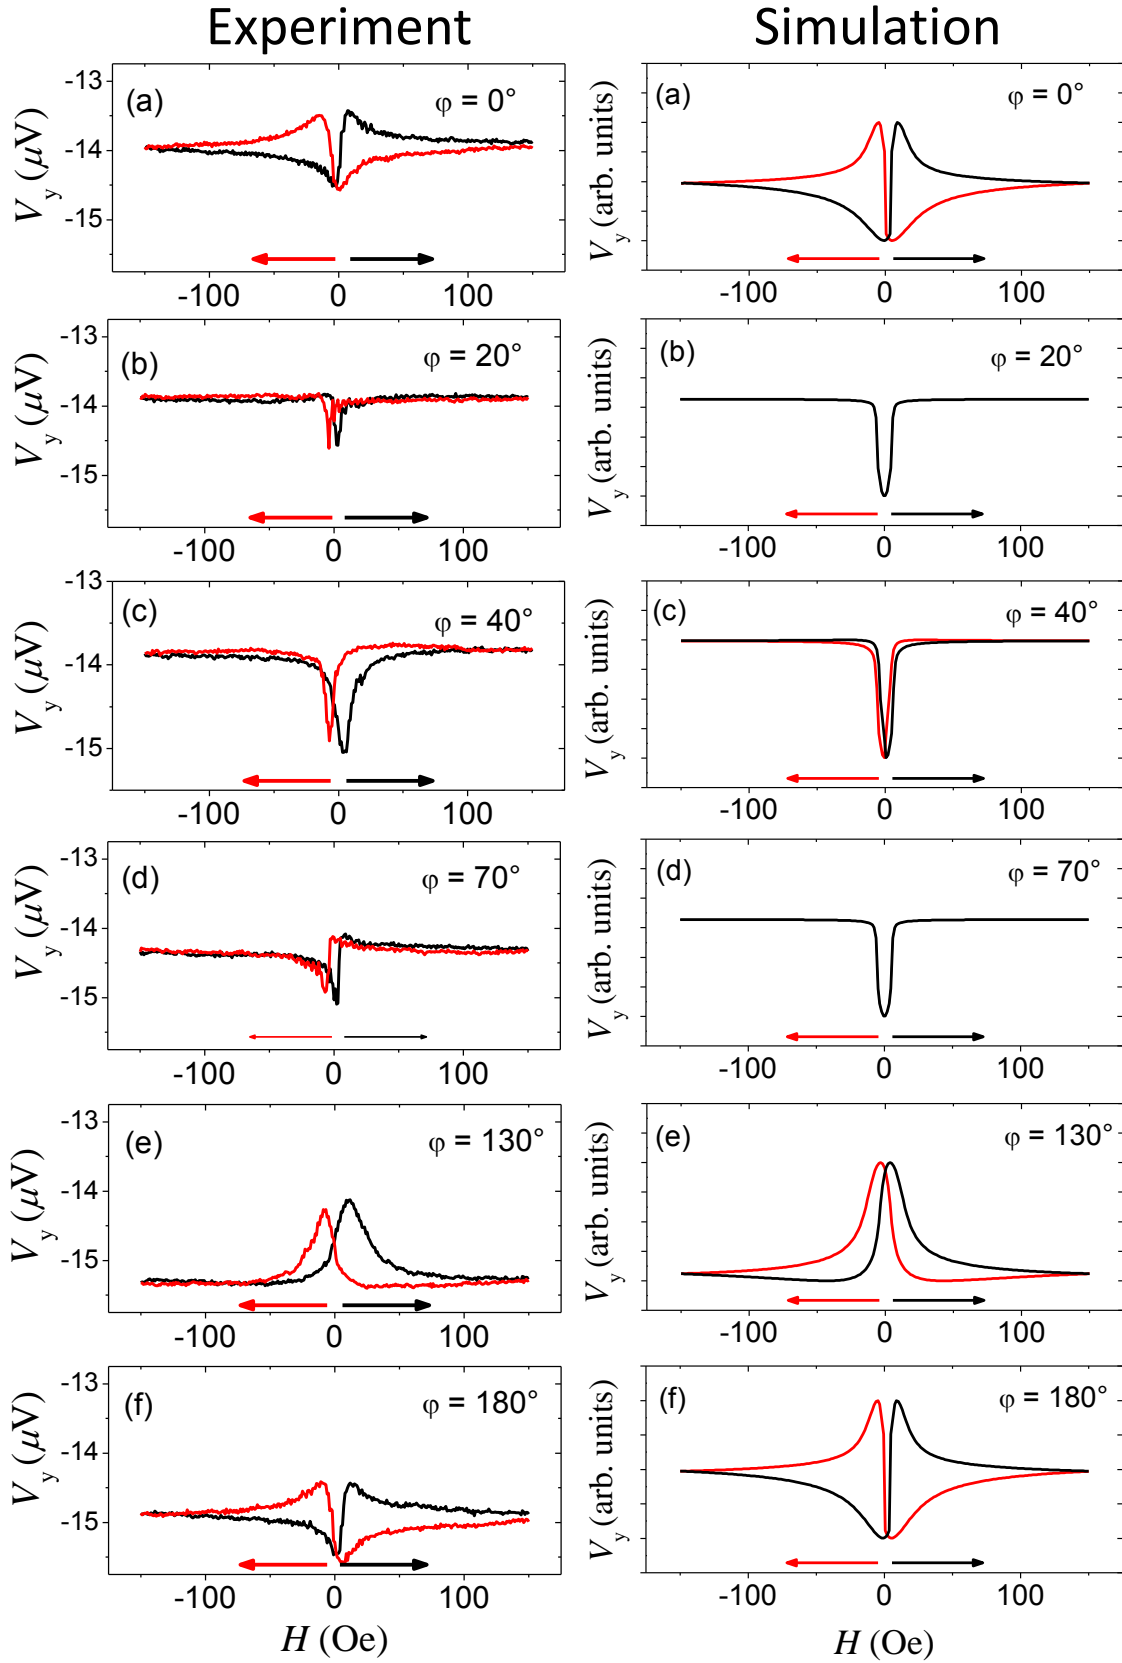 Experiment
Simulation
(a)
φ = 0°
-13
-14
-15
V_y (μV)
-100
0
100
(a)
φ = 0°
V_y (arb. units)
-100
0
100
(b)
φ = 20°
-13
-14
-15
V_y (μV)
-100
0
100
(b)
φ = 20°
V_y (arb. units)
-100
0
100
(c)
φ = 40°
-13
-14
-15
V_y (μV)
-100
0
100
(c)
φ = 40°
V_y (arb. units)
-100
0
100
(d)
φ = 70°
-13
-14
-15
V_y (μV)
-100
0
100
(d)
φ = 70°
V_y (arb. units)
-100
0
100
(e)
φ = 130°
-13
-14
-15
V_y (μV)
-100
0
100
(e)
φ = 130°
V_y (arb. units)
-100
0
100
(f)
φ = 180°
-13
-14
-15
V_y (μV)
-100
0
100
H (Oe)
(f)
φ = 180°
V_y (arb. units)
-100
0
100
H (Oe)